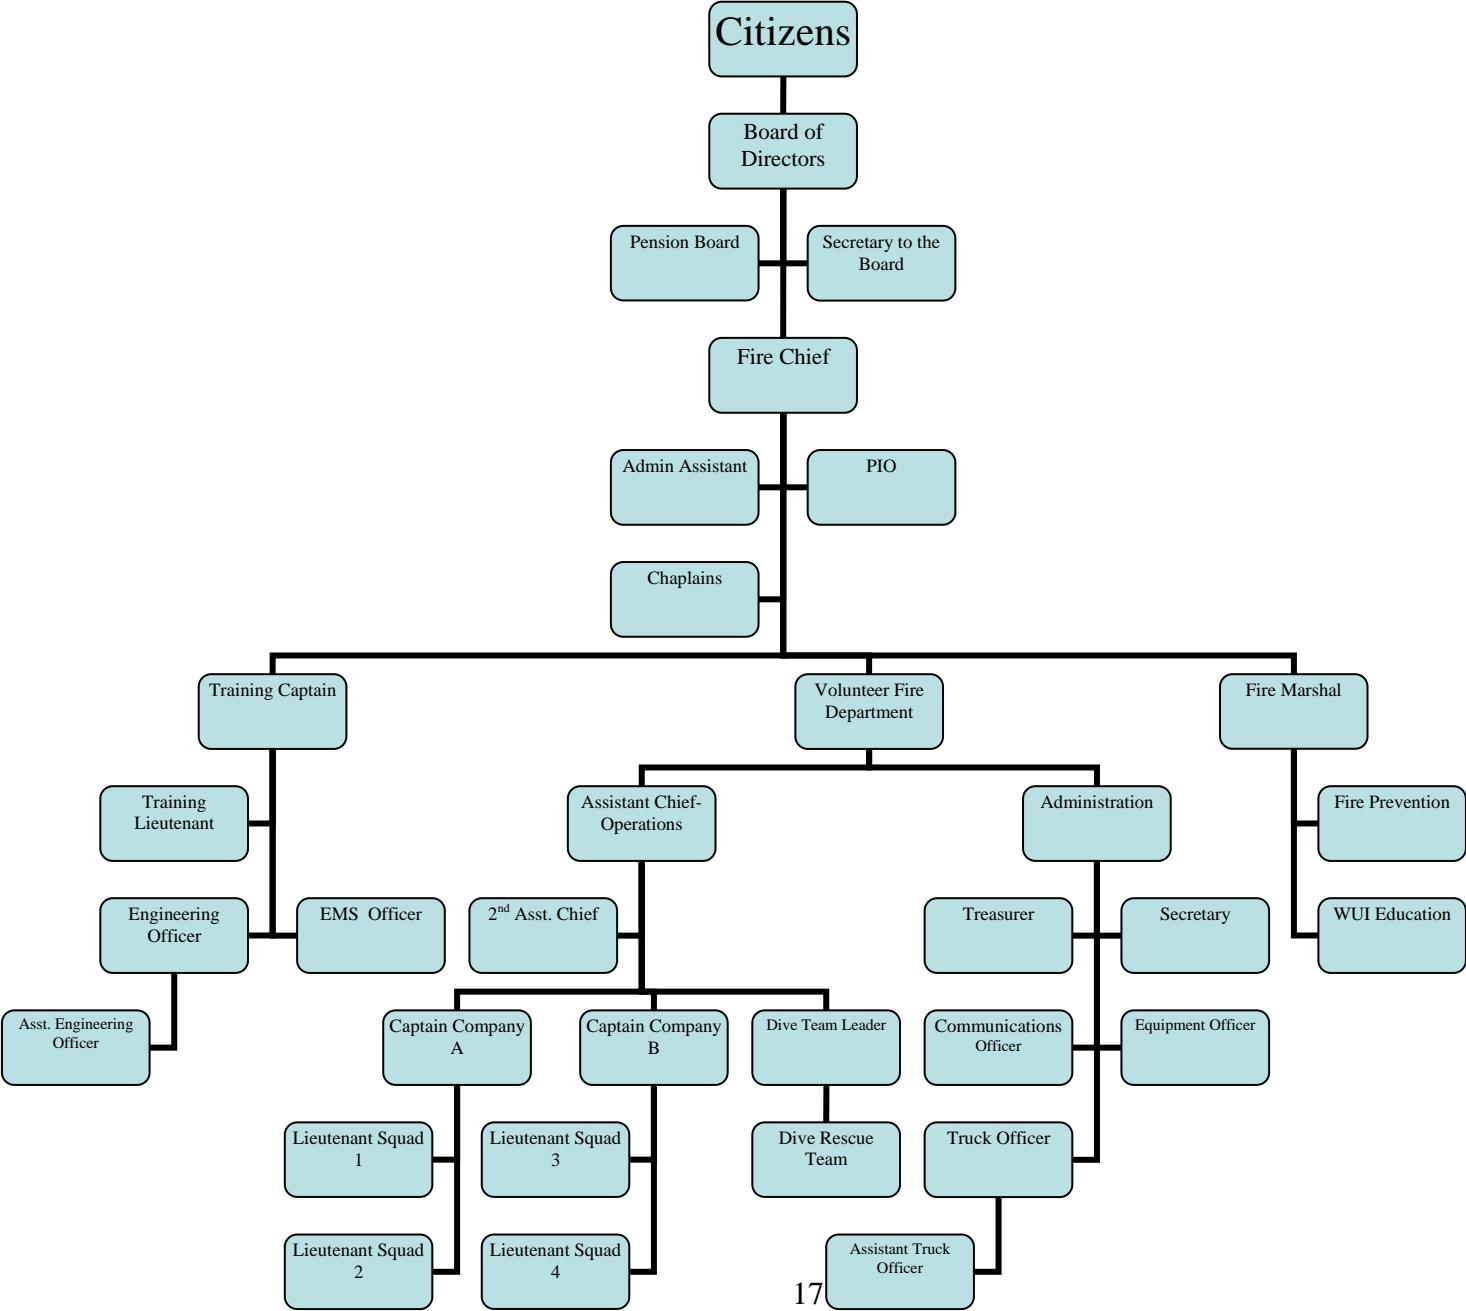 Citizens
Board of
Directors
Pension Board
Secretary to the
Board
Fire Chief
Admin Assistant
PIO
Chaplains
Training Captain
Volunteer Fire
Department
Fire Marshal
Training
Lieutenant
Assistant Chief-
Operations
Administration
Fire Prevention
Engineering
Officer
EMS Officer
2nd Asst. Chief
Treasurer
Secretary
WUI Education
Asst. Engineering
Officer
Captain Company
A
Captain Company
B
Dive Team Leader
Communications
Officer
Equipment Officer
Lieutenant Squad
1
Lieutenant Squad
3
Dive Rescue
Team
Truck Officer
Lieutenant Squad
2
Lieutenant Squad
4
Assistant Truck
Officer
17